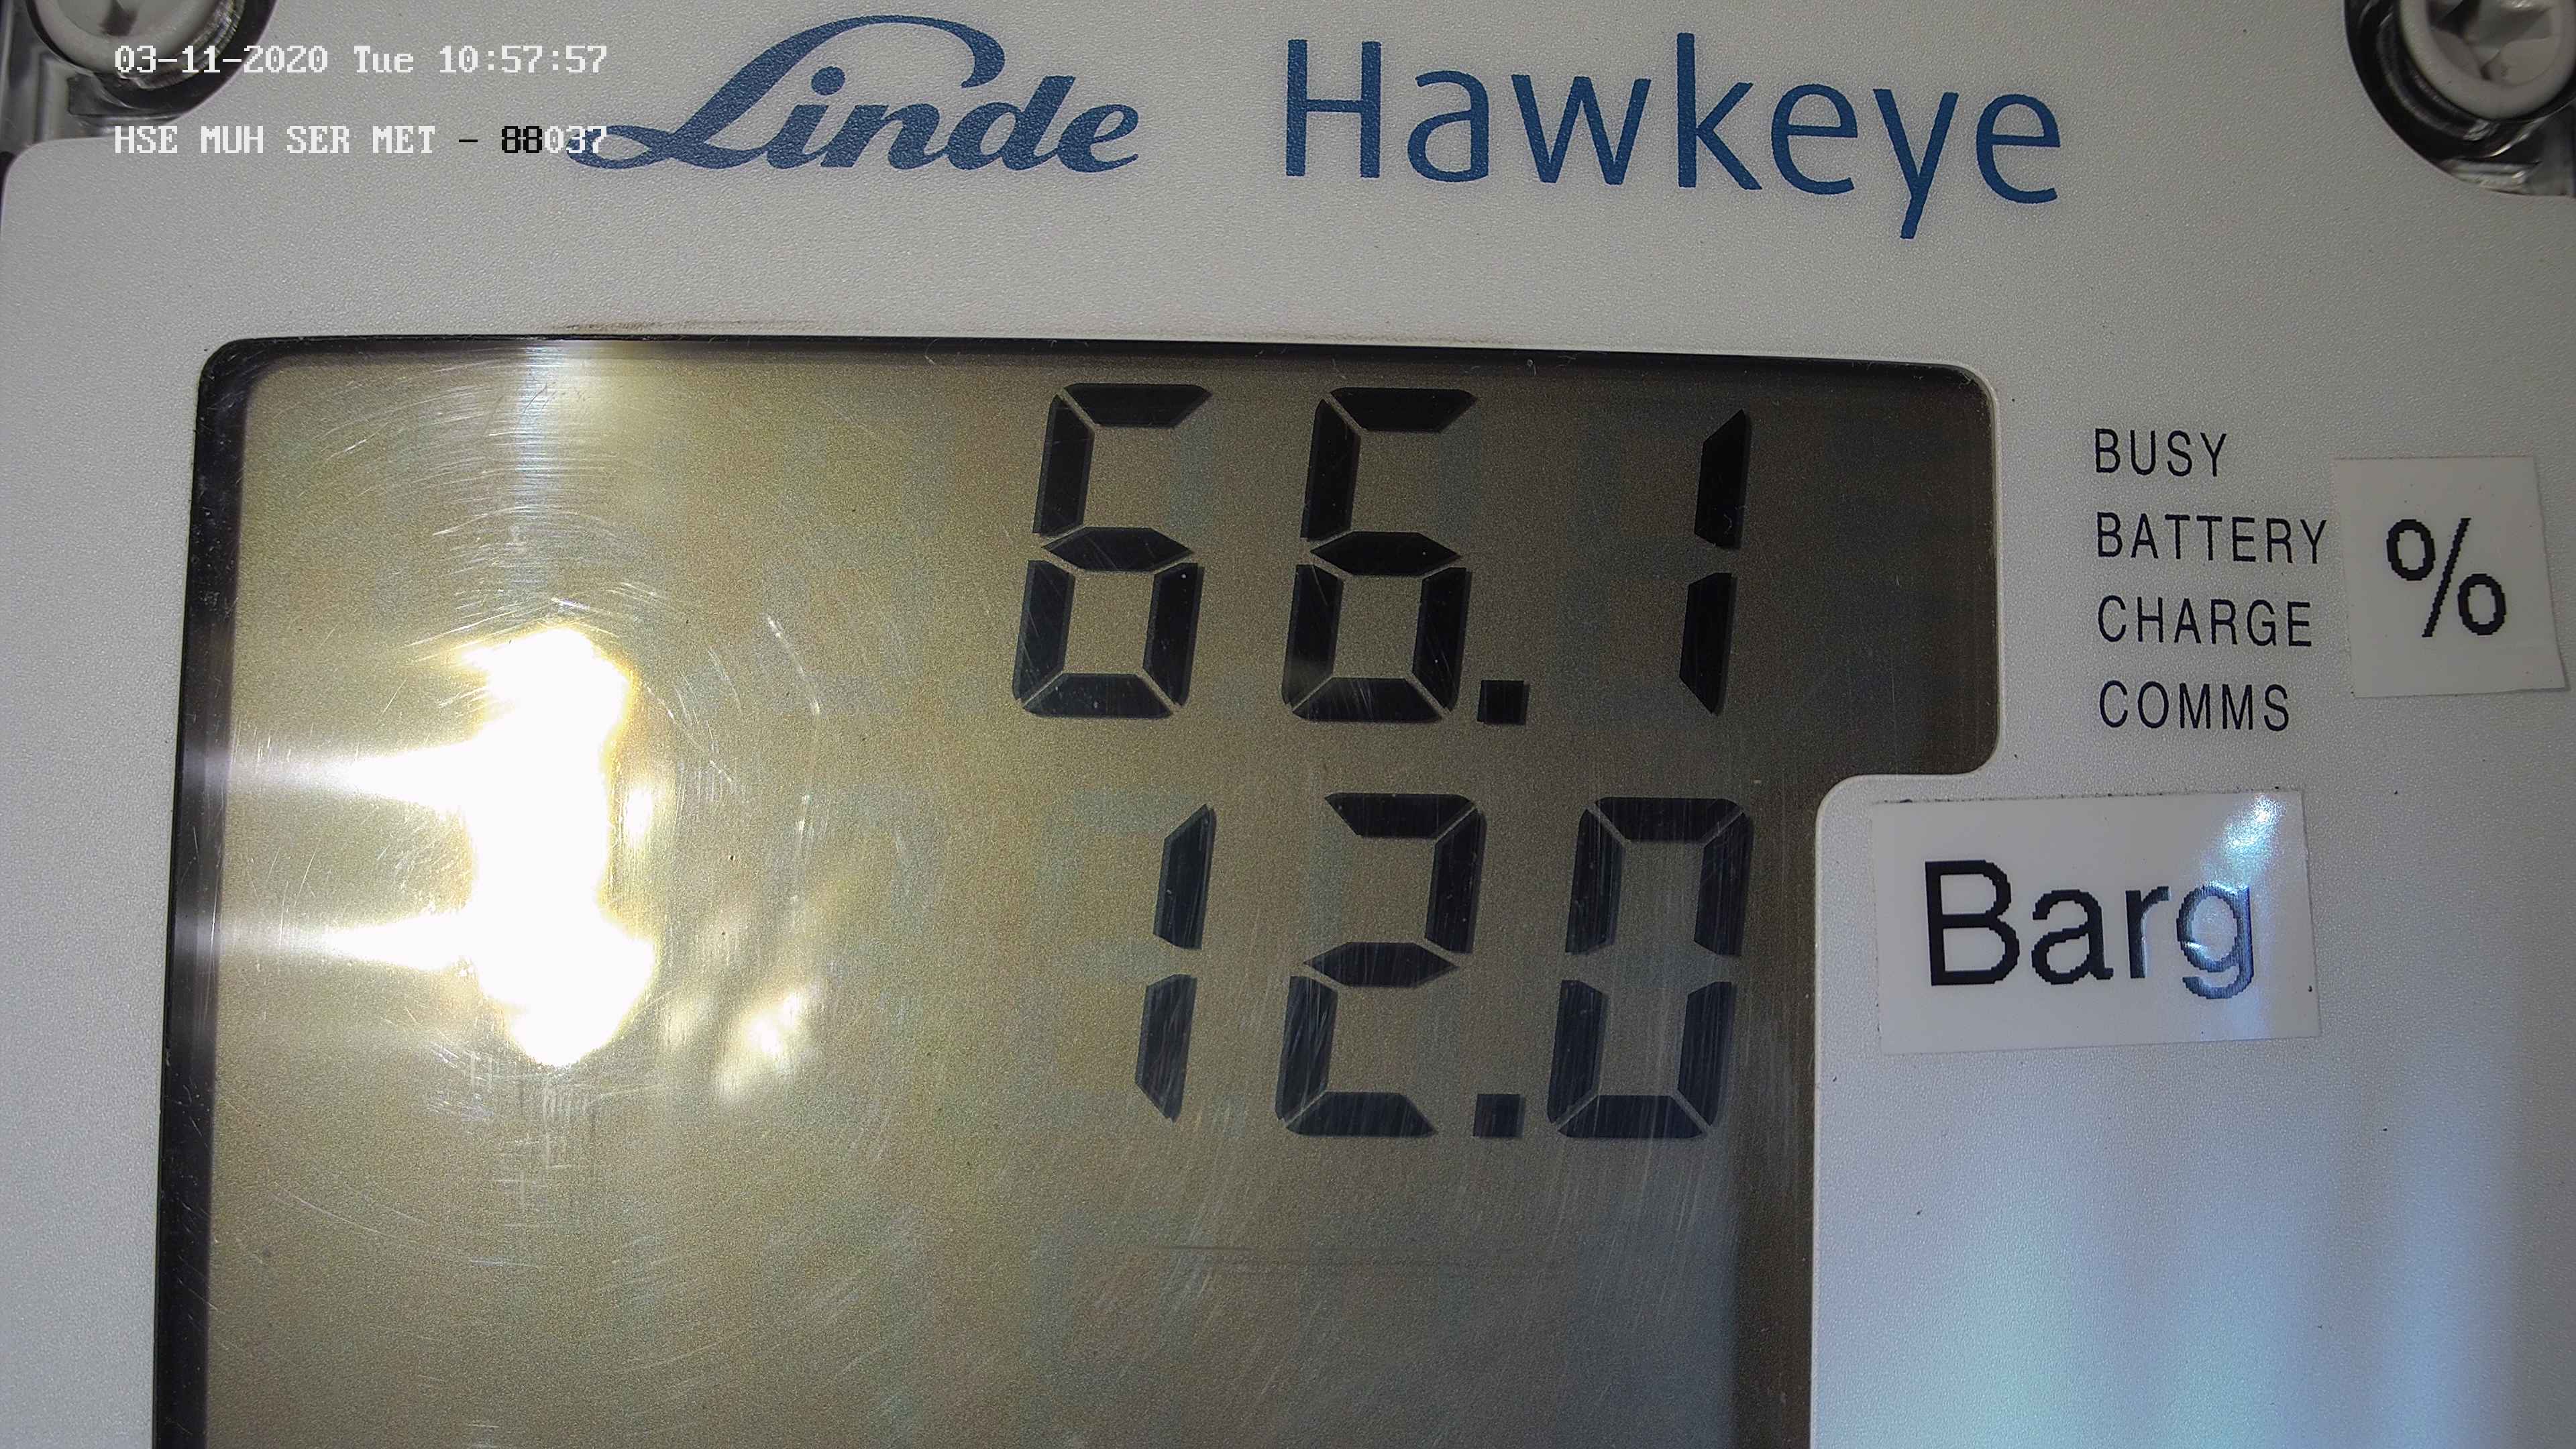 03-11-2020 Tue 10:57:57
HSE MUH SER MET - 88037
Linde Hawkeye
66.1
BUSY
BATTERY
CHARGE
COMMS
%
12.0
Barg